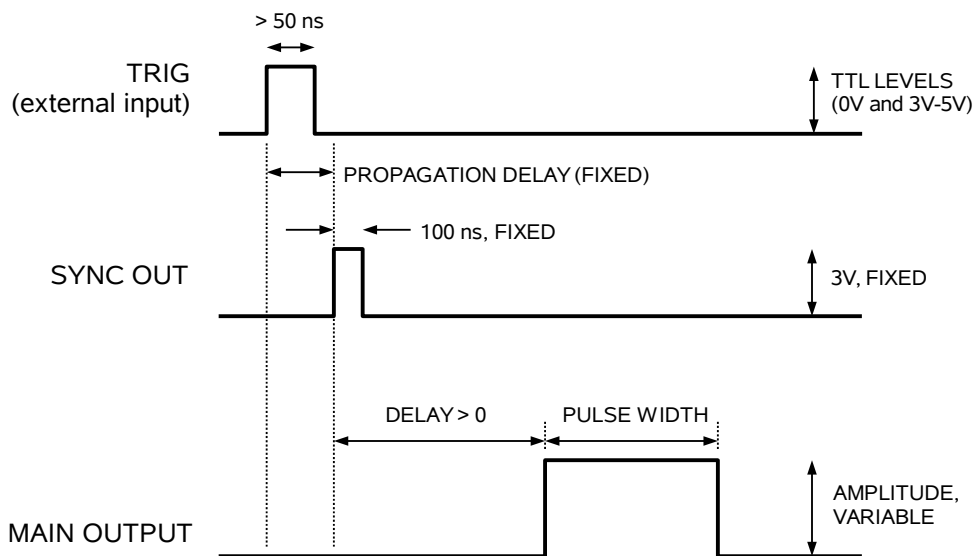 > 50 ns
TRIG
(external input)
TTL LEVELS
(0V and 3V-5V)
PROPAGATION DELAY (FIXED)
100 ns, FIXED
SYNC OUT
3V, FIXED
DELAY > 0
PULSE WIDTH
AMPLITUDE,
VARIABLE
MAIN OUTPUT